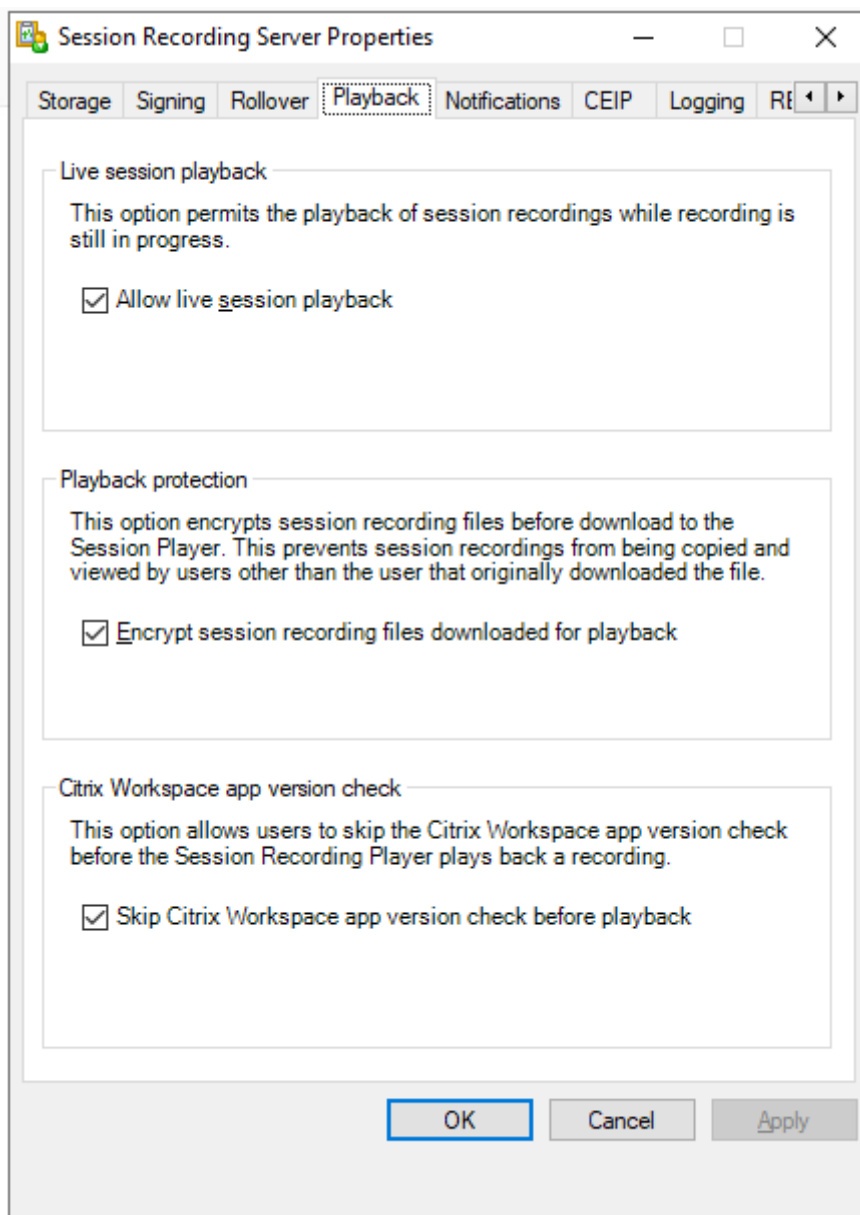 Session Recording Server Properties
Storage Signing Rollover Playback Notifications CEIP Logging
Live session playback
This option permits the playback of session recordings while recording is
still in progress.
Allow live session playback
Playback protection
This option encrypts session recording files before download to the
Session Player. This prevents session recordings from being copied and
viewed by users other than the user that originally downloaded the file.
Encrypt session recording files downloaded for playback
Citrix Workspace app version check
This option allows users to skip the Citrix Workspace app version check
before the Session Recording Player plays back a recording.
Skip Citrix Workspace app version check before playback
OK Cancel Apply